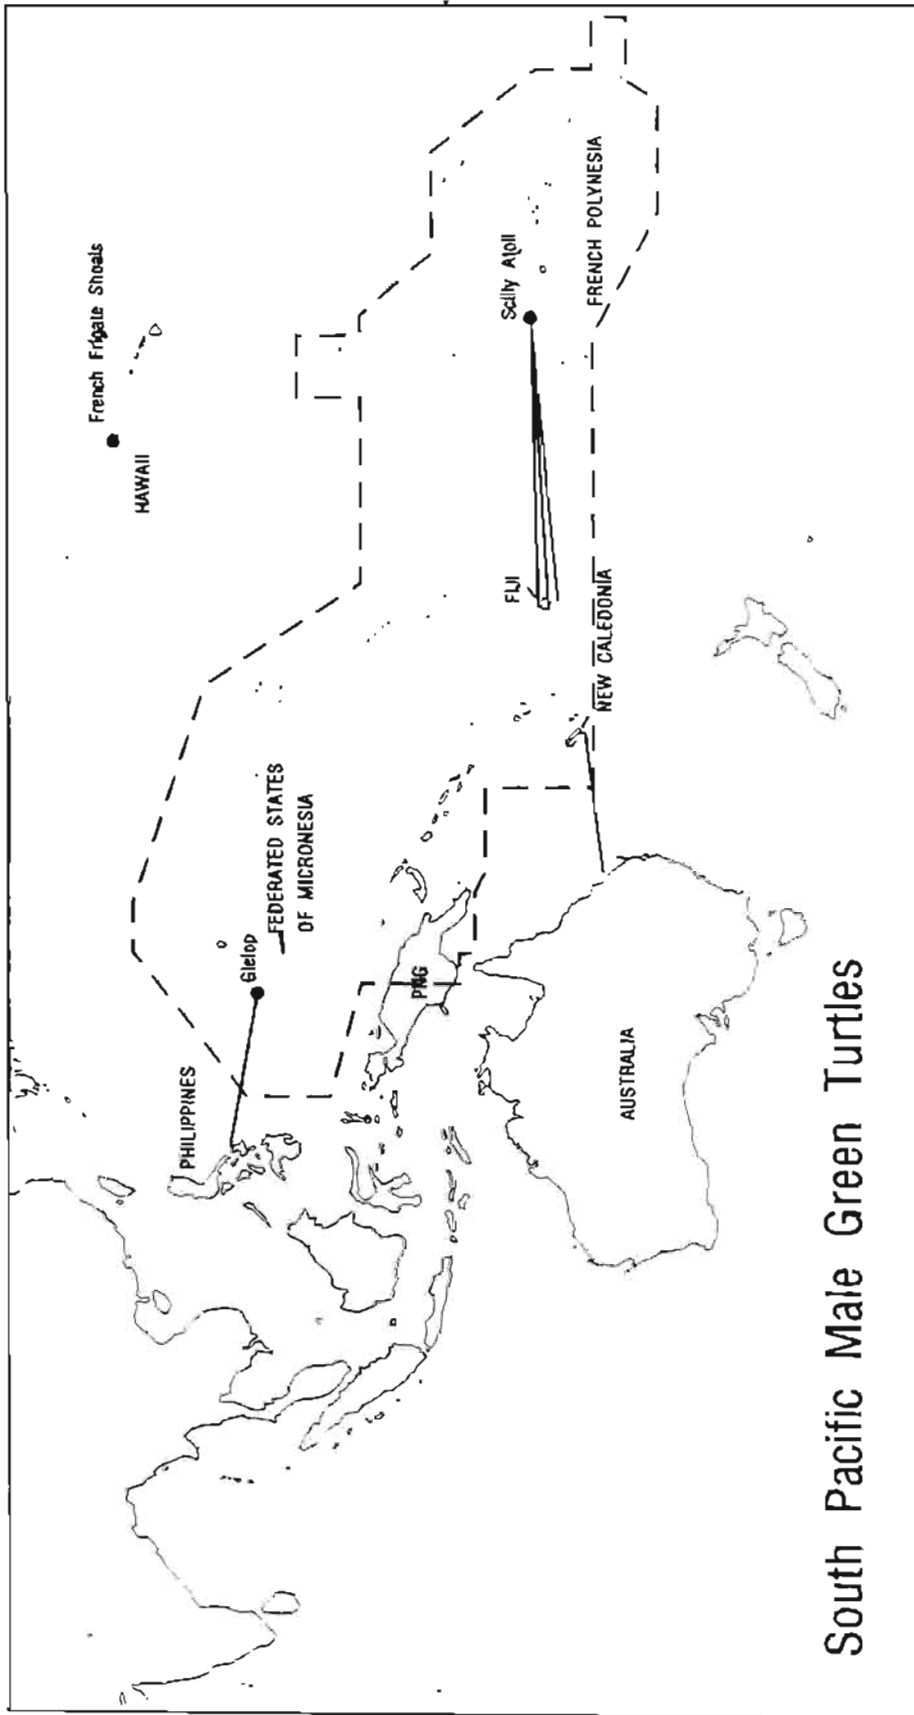 French Frigate Shoals
HAWAII
Scilly Atoll
FRENCH POLYNESIA
FIJI
NEW CALEDONIA
FEDERATED STATES
OF MICRONESIA
Gielop
PHILIPPINES
PNG
AUSTRALIA
South Pacific Male Green Turtles